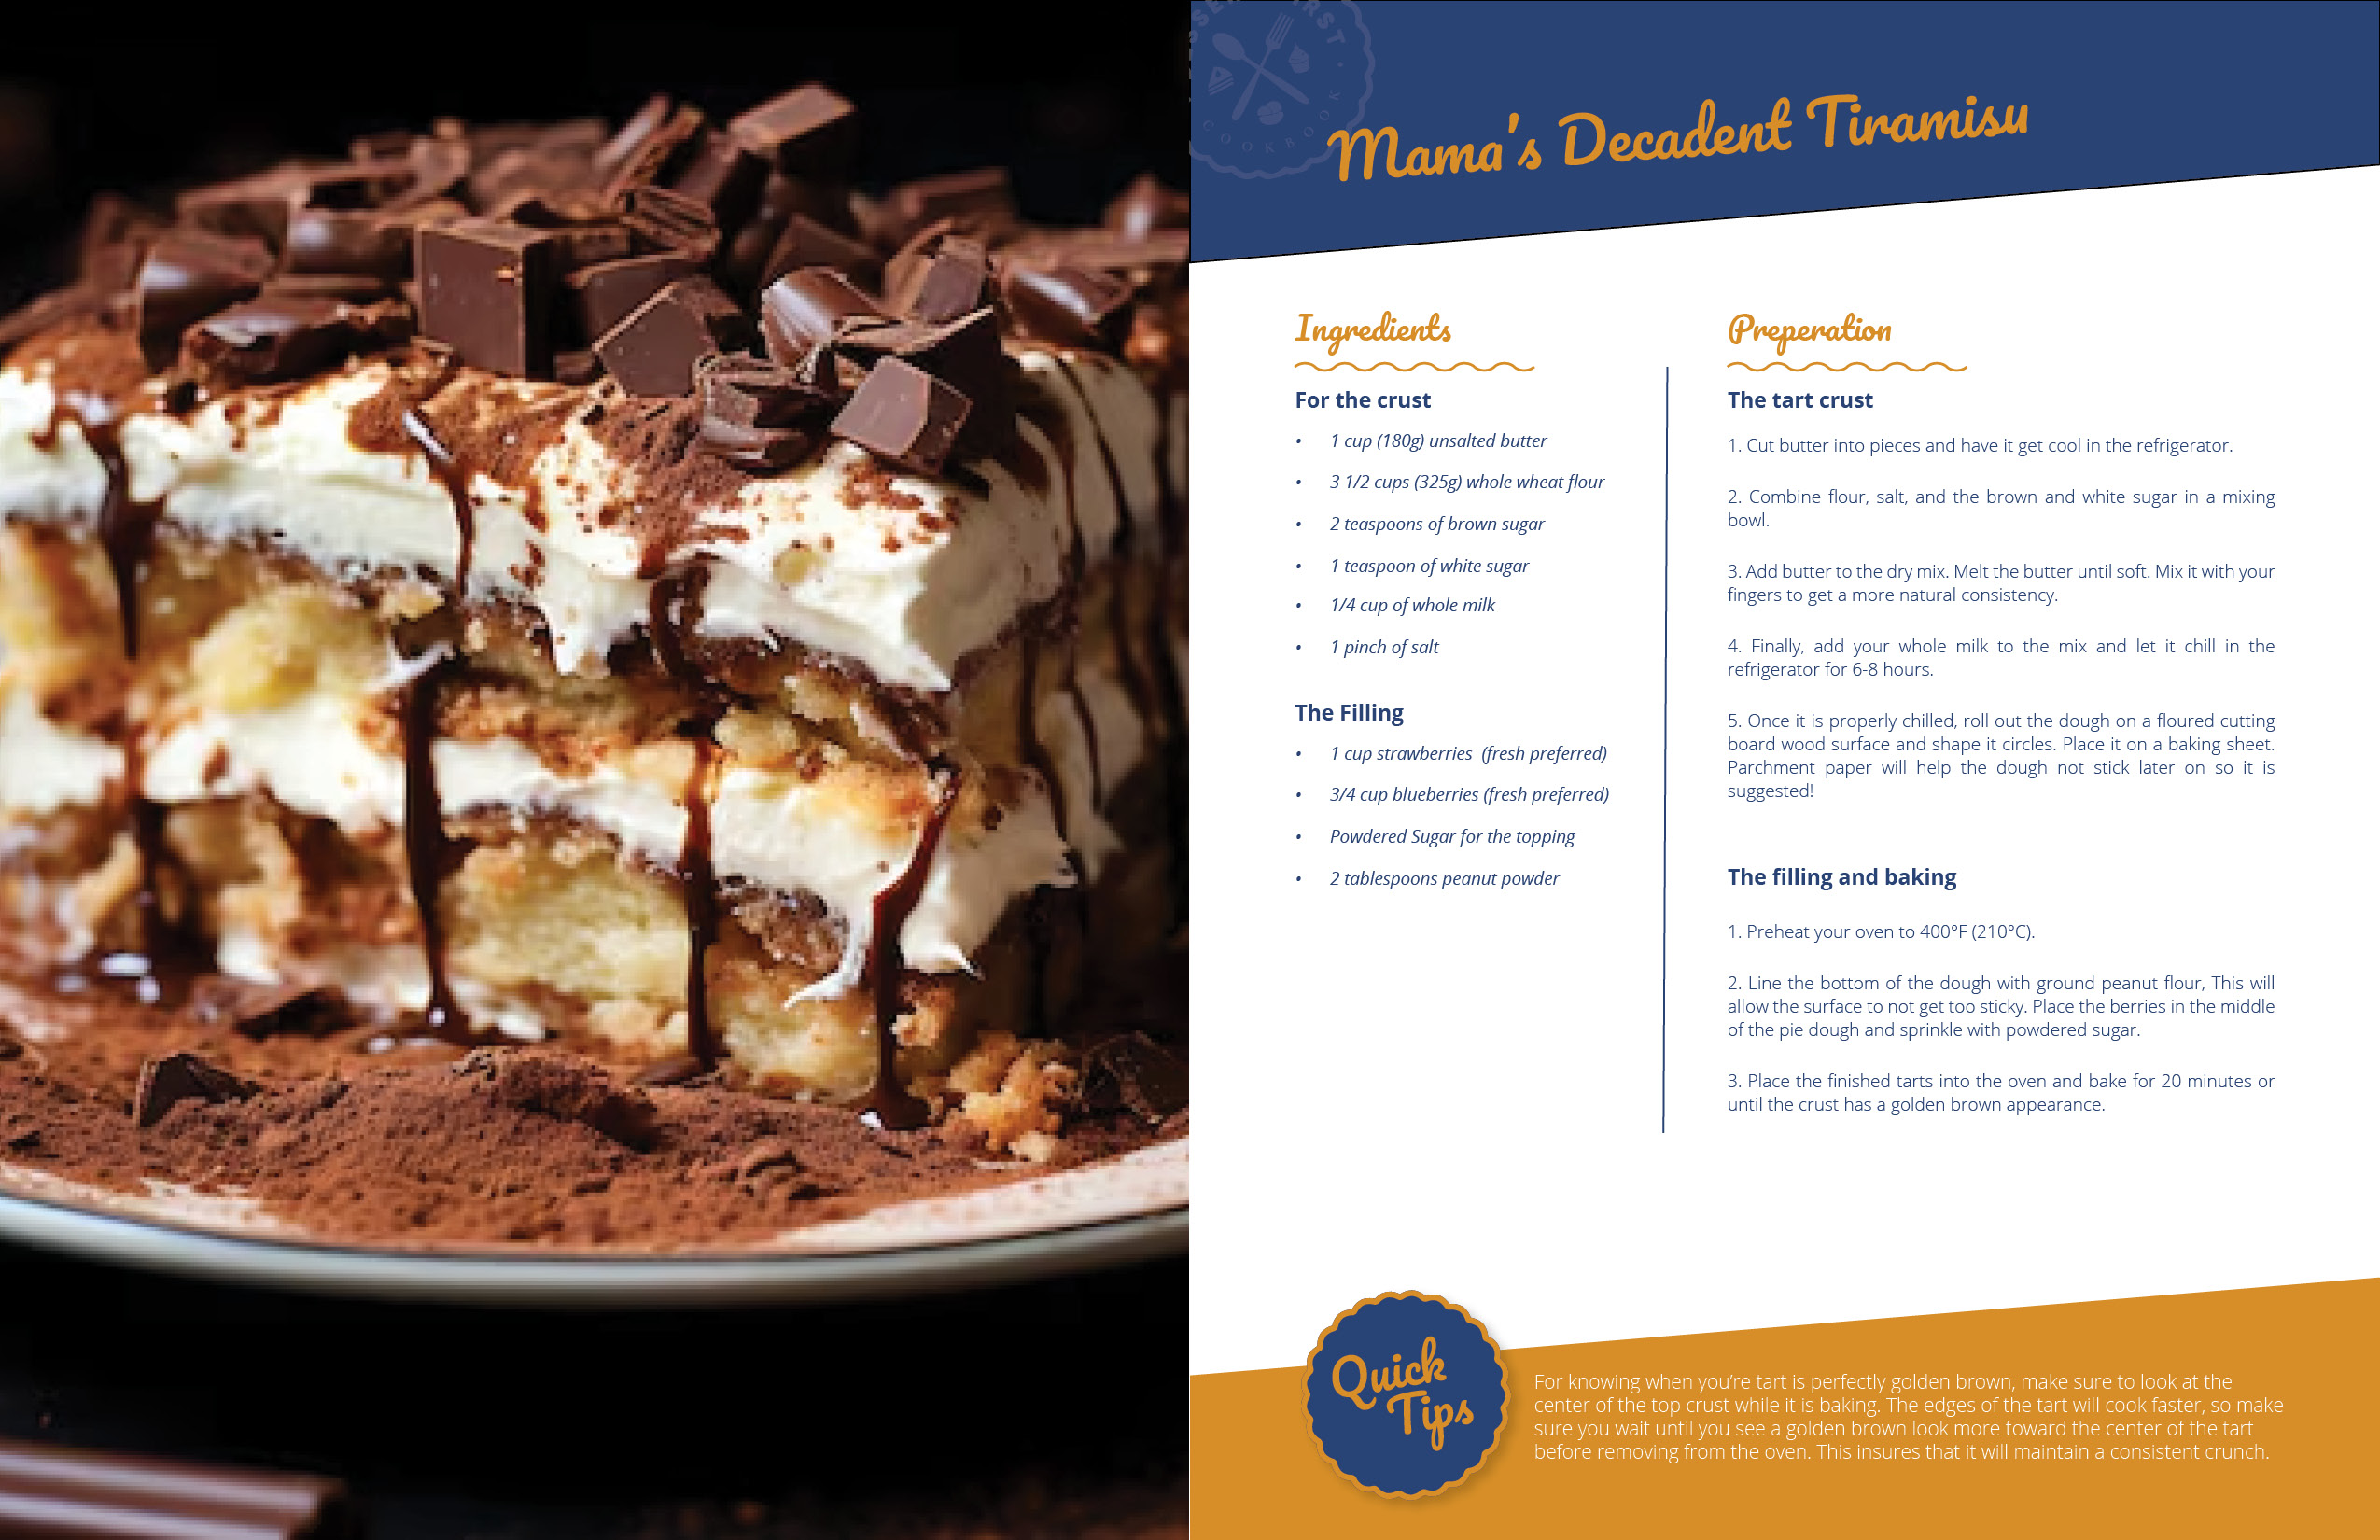 COOKBOOK
Mama's Decadent Tiramisu
Ingredients
For the crust
• 1 cup (180g) unsalted butter
• 3 1/2 cups (325g) whole wheat flour
• 2 teaspoons of brown sugar
• 1 teaspoon of white sugar
• 1/4 cup of whole milk
• 1 pinch of salt
The Filling
• 1 cup strawberries (fresh preferred)
• 3/4 cup blueberries (fresh preferred)
• Powdered Sugar for the topping
• 2 tablespoons peanut powder
Preperation
The tart crust
1. Cut butter into pieces and have it get cool in the refrigerator.
2. Combine flour, salt, and the brown and white sugar in a mixing
bowl.
3. Add butter to the dry mix. Melt the butter until soft. Mix it with your
fingers to get a more natural consistency.
4. Finally, add your whole milk to the mix and let it chill in the
refrigerator for 6-8 hours.
5. Once it is properly chilled, roll out the dough on a floured cutting
board wood surface and shape it circles. Place it on a baking sheet.
Parchment paper will help the dough not stick later on so it is
suggested!
The filling and baking
1. Preheat your oven to 400°F (210°C).
2. Line the bottom of the dough with ground peanut flour, This will
allow the surface to not get too sticky. Place the berries in the middle
of the pie dough and sprinkle with powdered sugar.
3. Place the finished tarts into the oven and bake for 20 minutes or
until the crust has a golden brown appearance.
Quick
Tips
For knowing when you're tart is perfectly golden brown, make sure to look at the
center of the top crust while it is baking. The edges of the tart will cook faster, so make
sure you wait until you see a golden brown look more toward the center of the tart
before removing from the oven. This insures that it will maintain a consistent crunch.